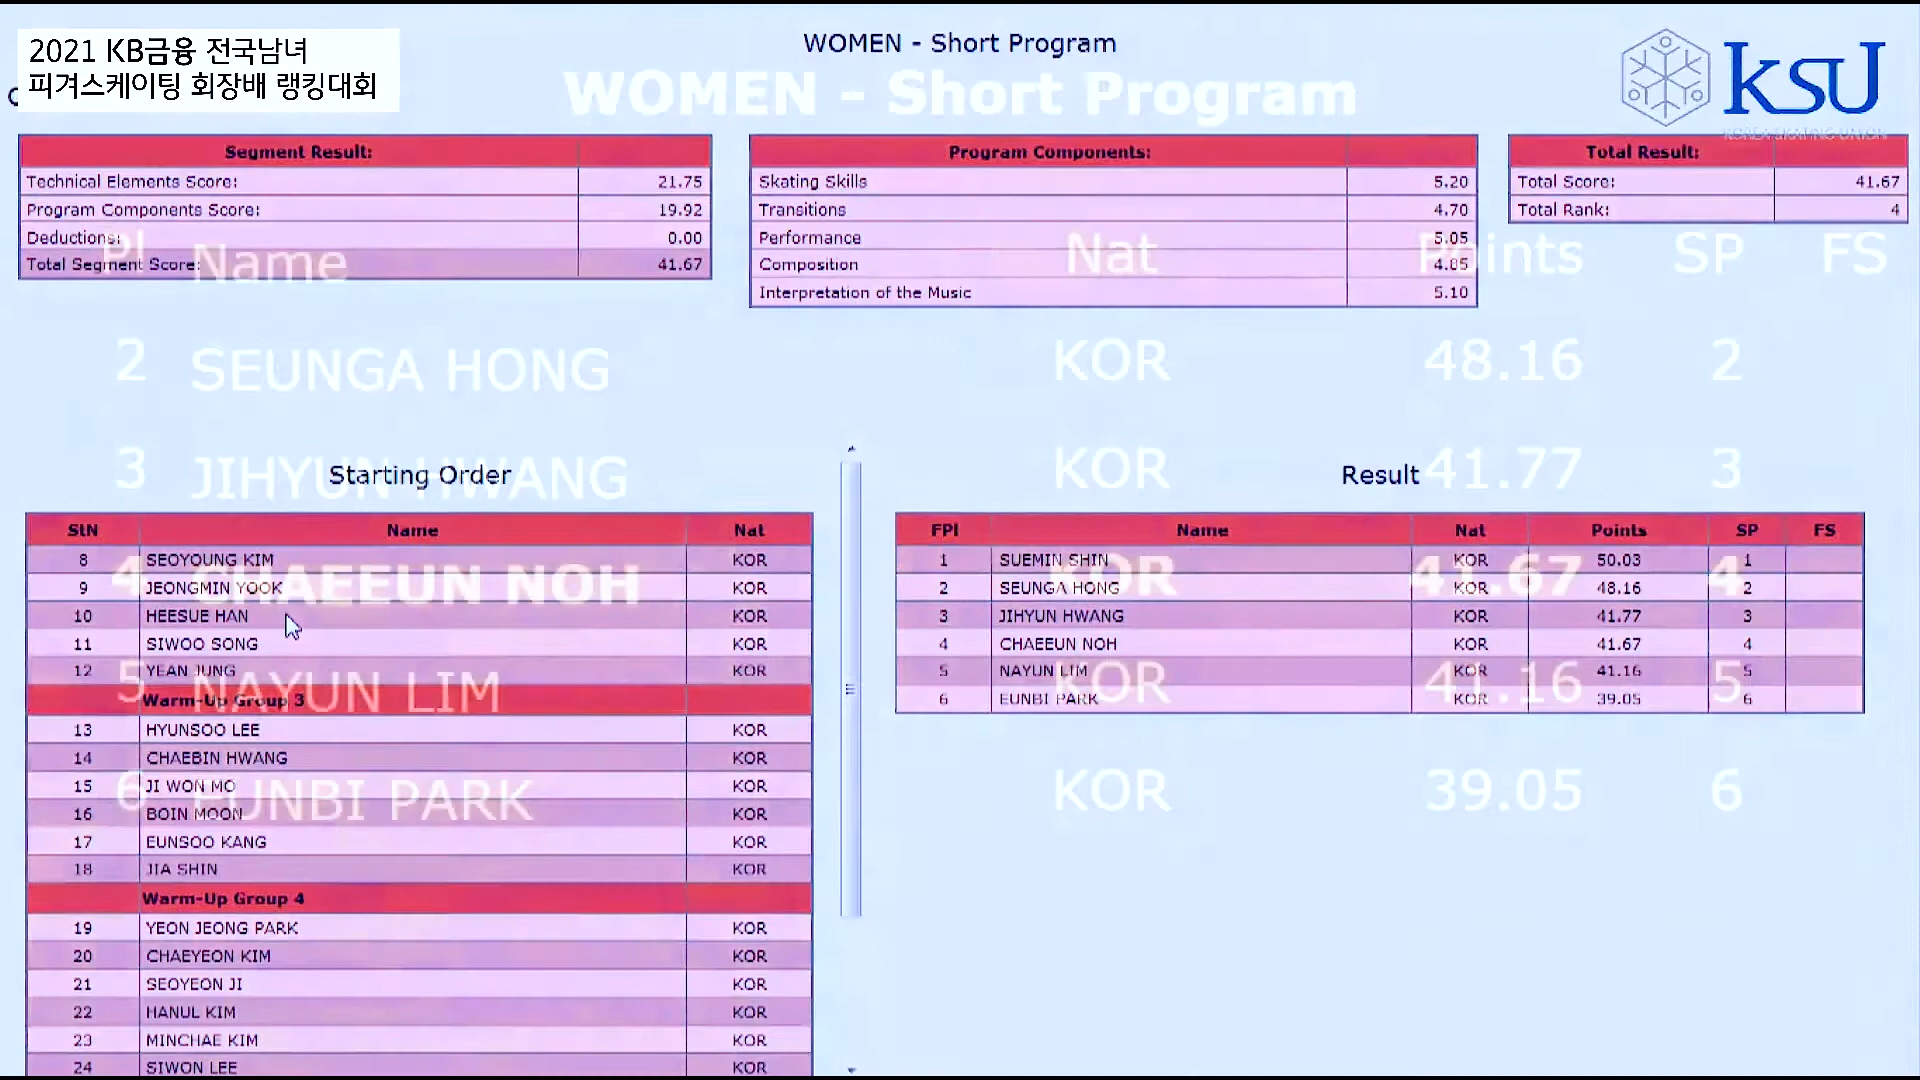 2021 KB금융 전국남녀
피겨스케이팅 회장배 랭킹대회
WOMEN - Short Program
WOMEN - Short Program
KSU
KOREA SKATING UNION
Segment Result:
Technical Elements Score: 21.75
Program Components Score: 19.92
Deductions: 0.00
Total Segment Score: 41.67
Program Components:
Skating Skills 5.20
Transitions 4.70
Performance 5.05
Composition 4.85
Interpretation of the Music 5.10
Total Result:
Total Score: 41.67
Total Rank: 4
Pl Name Nat Points SP FS
2 SEUNGA HONG KOR 48.16 2
3 JIHYUN HWANG KOR 41.77 3
4 CHAEEUN NOH KOR 41.67 4
5 NAYUN LIM KOR 41.16 5
6 EUNBI PARK KOR 39.05 6
Starting Order
StN Name Nat
8 SEOYOUNG KIM KOR
9 JEONGMIN YOOK KOR
10 HEESUE HAN KOR
11 SIWOO SONG KOR
12 YEAN JUNG KOR
Warm-Up Group 3
13 HYUNSOO LEE KOR
14 CHAEBIN HWANG KOR
15 JI WON MO KOR
16 BOIN MOON KOR
17 EUNSOO KANG KOR
18 JIA SHIN KOR
Warm-Up Group 4
19 YEON JEONG PARK KOR
20 CHAEYEON KIM KOR
21 SEOYEON JI KOR
22 HANUL KIM KOR
23 MINCHAE KIM KOR
24 SIWON LEE KOR
Result
FPl Name Nat Points SP FS
1 SUEMIN SHIN KOR 50.03 1
2 SEUNGA HONG KOR 48.16 2
3 JIHYUN HWANG KOR 41.77 3
4 CHAEEUN NOH KOR 41.67 4
5 NAYUN LIM KOR 41.16 5
6 EUNBI PARK KOR 39.05 6